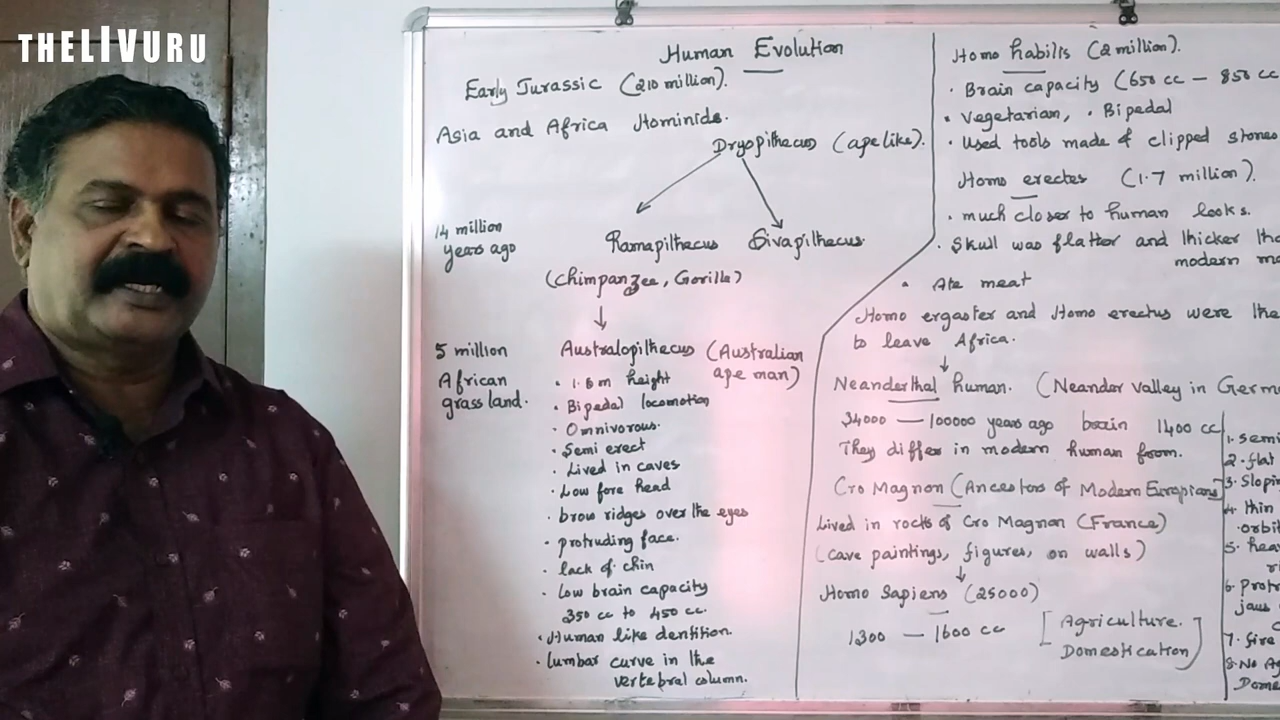 THELIVURU
Human Evolution
Early Jurassic (210 million).
Asia and Africa Hominids.
Dryopithecus (ape like).
14 million
years ago
Ramapithecus Sivapithecus
(Chimpanzee, Gorilla)
↓
5 million
African
grass land.
Australopithecus (Australian
ape man)
• 1.6m height
• Bipedal locomotion
• Omnivorous.
• Semi erect
• Lived in caves
• Low fore head
• brow ridges over the eyes
• protruding face.
• lack of chin
• Low brain capacity
350 cc to 450 cc.
• Human like dentition.
• Lumbar curve in the
vertebral column.
Homo habilis (2 million).
• Brain capacity (650 cc – 850 cc
• Vegetarian, • Bipedal
• Used tools made of clipped stones
Homo erectes (1.7 million).
• much closer to human looks.
• Skull was flatter and thicker tha
modern m
• Ate meat
Homo ergaster and Homo erectus were the
to leave Africa.
↓
Neanderthal human. (Neander valley in Germ
34000 – 100000 years ago brain 1400 cc
They differ in modern human from.
Cro Magnon (Ancestors of Modern Europians]
Lived in rocks of Cro Magnon (France)
(cave paintings, figures, on walls)
↓
Homo Sapiens (25000)
1300 – 1600 cc [Agriculture.
Domestication]
1. semi
2. flat
3. Slopi
4. thin
orbit
5. hea
6. Prot
jaws
7. fire
8. No Ag
Dome